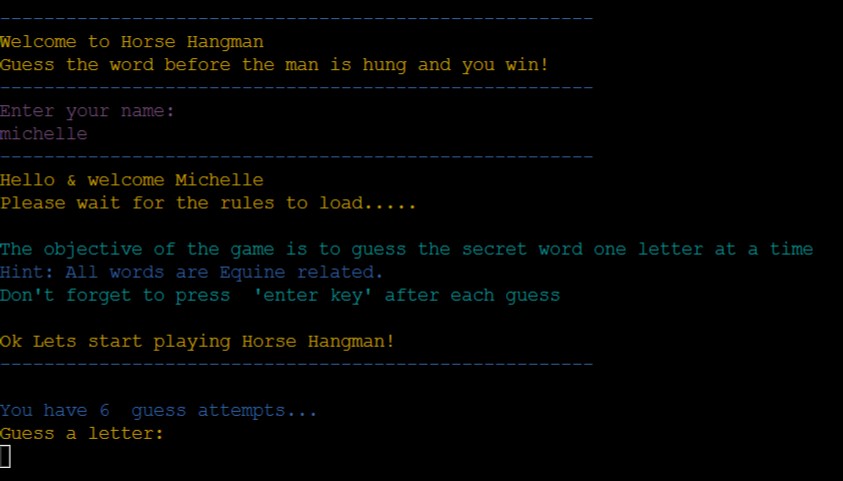 ------------------------------------------------------
Welcome to Horse Hangman
Guess the word before the man is hung and you win!
------------------------------------------------------
Enter your name:
michelle
------------------------------------------------------
Hello & welcome Michelle
Please wait for the rules to load.....
The objective of the game is to guess the secret word one letter at a time
Hint: All words are Equine related.
Don't forget to press  'enter key' after each guess
Ok Lets start playing Horse Hangman!
------------------------------------------------------
You have 6  guess attempts...
Guess a letter: